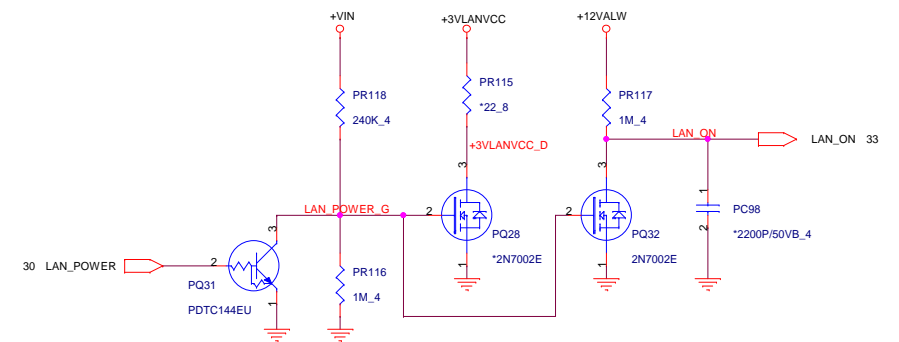 +VIN
+3VLANVCC
+12VALW
PR118
240K_4
PR115
*22_8
PR117
1M_4
+3VLANVCC_D
LAN_ON
LAN_ON 33
3
3
1
LAN_POWER_G
2
2
PC98
*2200P/50VB_4
2
3
PQ28
*2N7002E
PQ32
2N7002E
30 LAN_POWER
2
PQ31
PDTC144EU
1
PR116
1M_4
1
1